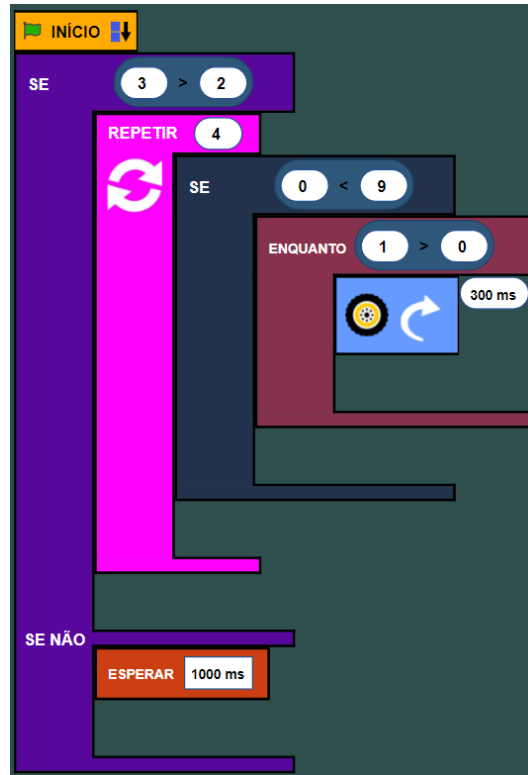 INÍCIO
SE 3 > 2
REPETIR 4
SE 0 < 9
ENQUANTO 1 > 0
300 ms
SE NÃO
ESPERAR 1000 ms